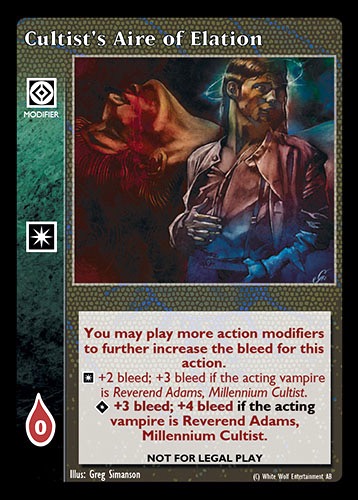 Cultist's Aire of Elation
MODIFIER
You may play more action modifiers
to further increase the bleed for this
action.
+2 bleed; +3 bleed if the acting vampire
is Reverend Adams, Millennium Cultist.
+3 bleed; +4 bleed if the acting
vampire is Reverend Adams,
Millennium Cultist.
0
NOT FOR LEGAL PLAY
Illus: Greg Simanson
(C) White Wolf Entertainment AB